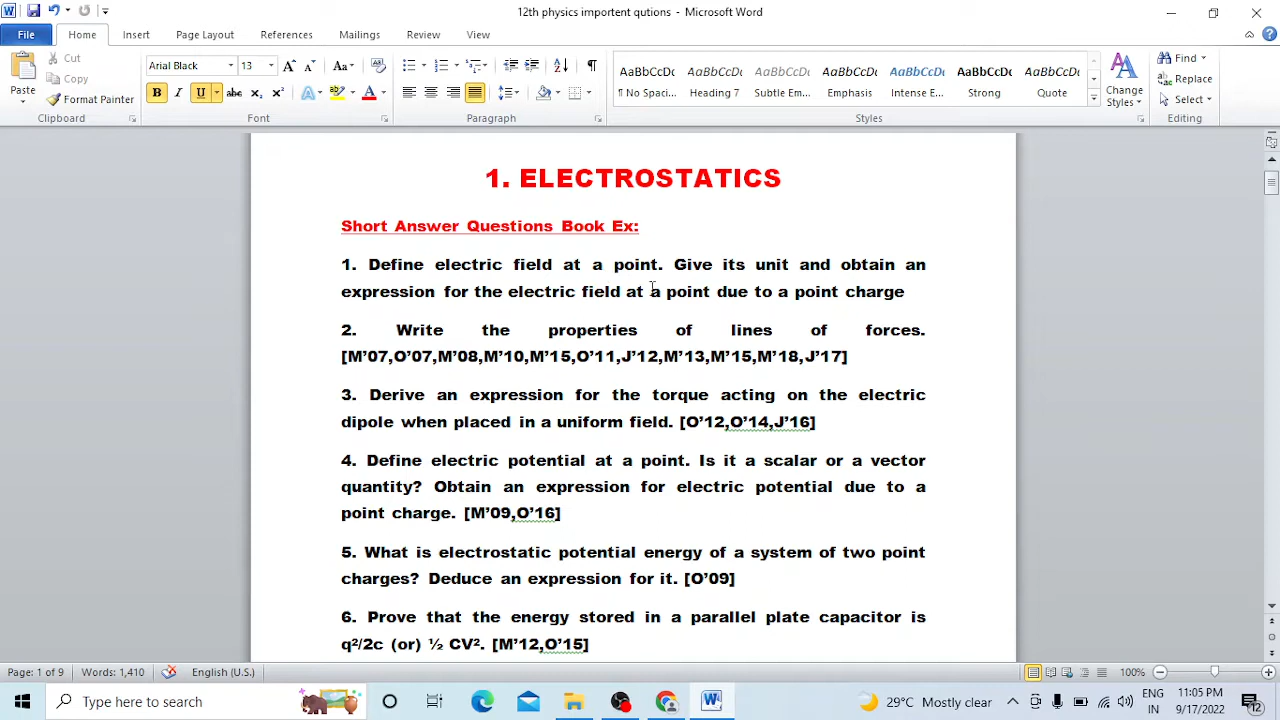 12th physics importent qutions - Microsoft Word
File Home Insert Page Layout References Mailings Review View
Paste
Cut
Copy
Format Painter
Clipboard
Arial Black 13
Font
Paragraph
AaBbCcDc AaBbCcDc AaBbCcDc AaBbCcDc AaBbCcDc AaBbCcDc AaBbCcDc
¶ No Spaci... Heading 7 Subtle Em... Emphasis Intense E... Strong Quote
Change Styles
Styles
Find
Replace
Select
Editing
1. ELECTROSTATICS
Short Answer Questions Book Ex:
1. Define electric field at a point. Give its unit and obtain an
expression for the electric field at a point due to a point charge
2. Write the properties of lines of forces.
[M’07,O’07,M’08,M’10,M’15,O’11,J’12,M’13,M’15,M’18,J’17]
3. Derive an expression for the torque acting on the electric
dipole when placed in a uniform field. [O’12,O’14,J’16]
4. Define electric potential at a point. Is it a scalar or a vector
quantity? Obtain an expression for electric potential due to a
point charge. [M’09,O’16]
5. What is electrostatic potential energy of a system of two point
charges? Deduce an expression for it. [O’09]
6. Prove that the energy stored in a parallel plate capacitor is
q²/2c (or) ½ CV². [M’12,O’15]
Page: 1 of 9 Words: 1,410 English (U.S.) 100%
Type here to search
29°C Mostly clear
ENG
IN
11:05 PM
9/17/2022
12